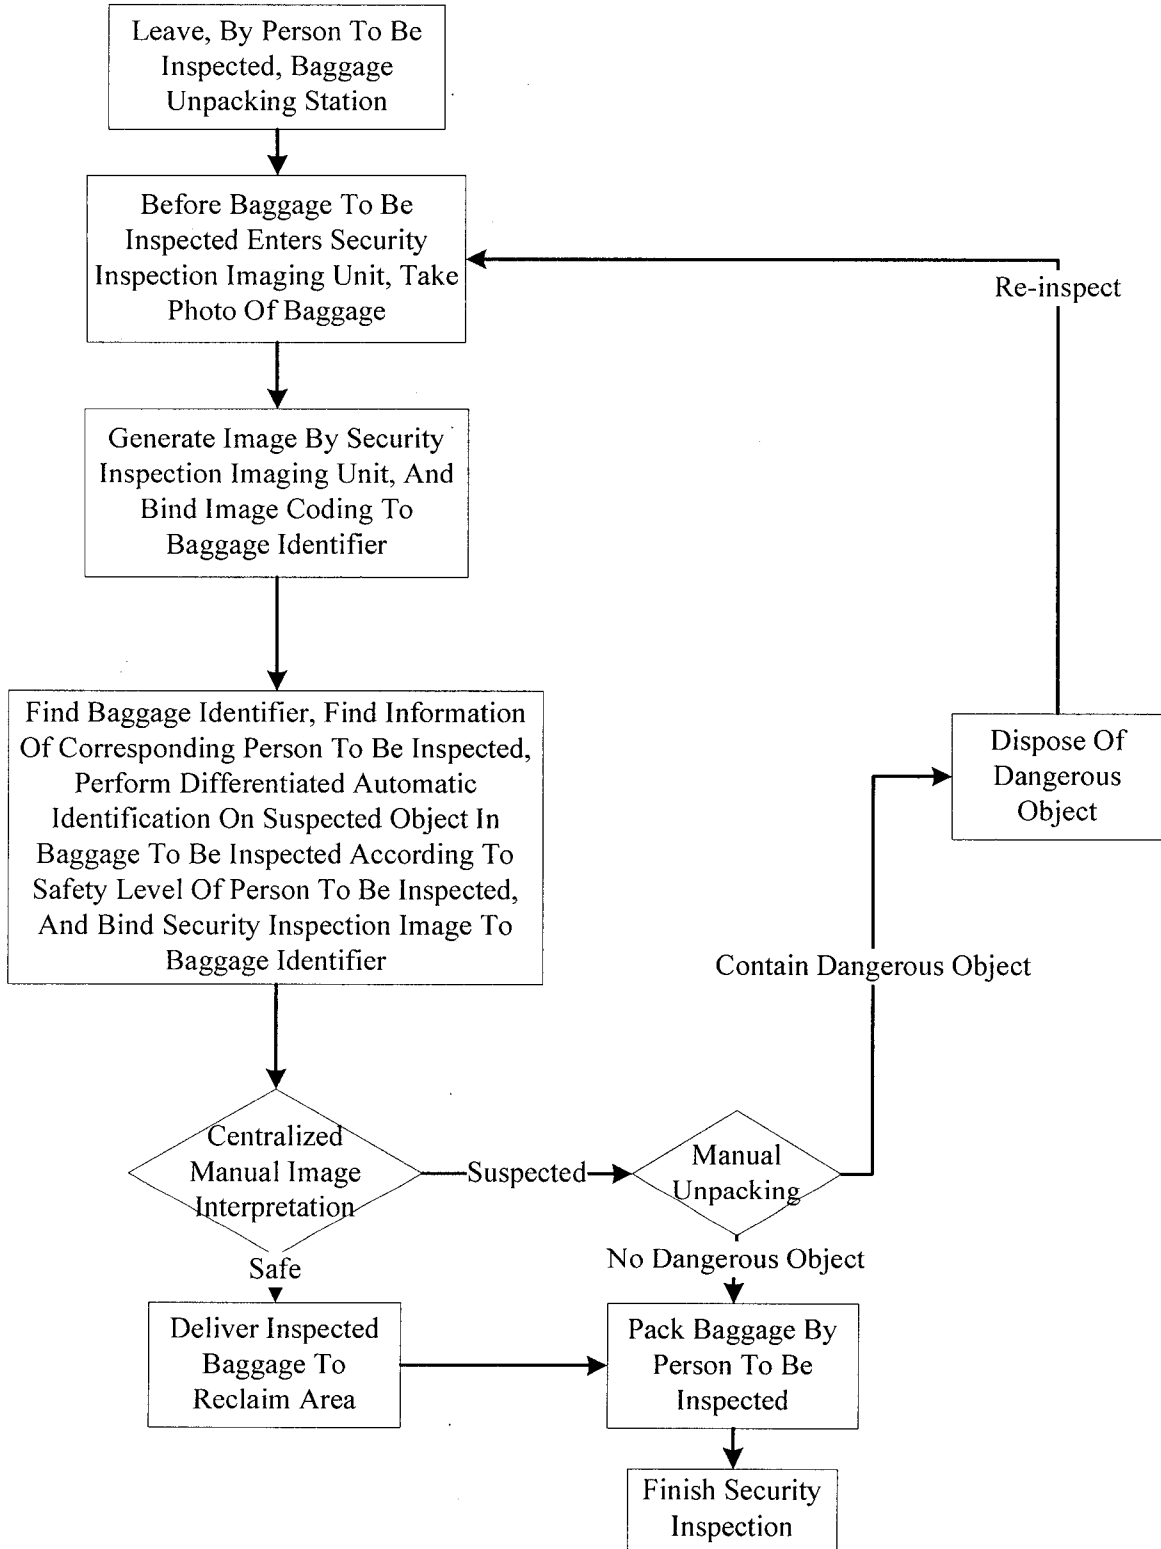 Leave, By Person To Be
Inspected, Baggage
Unpacking Station
Before Baggage To Be
Inspected Enters Security
Inspection Imaging Unit, Take
Photo Of Baggage
Re-inspect
Generate Image By Security
Inspection Imaging Unit, And
Bind Image Coding To
Baggage Identifier
Find Baggage Identifier, Find Information
Of Corresponding Person To Be Inspected,
Perform Differentiated Automatic
Identification On Suspected Object In
Baggage To Be Inspected According To
Safety Level Of Person To Be Inspected,
And Bind Security Inspection Image To
Baggage Identifier
Dispose Of
Dangerous
Object
Contain Dangerous Object
Centralized
Manual Image
Interpretation
Suspected
Manual
Unpacking
Safe
No Dangerous Object
Deliver Inspected
Baggage To
Reclaim Area
Pack Baggage By
Person To Be
Inspected
Finish Security
Inspection